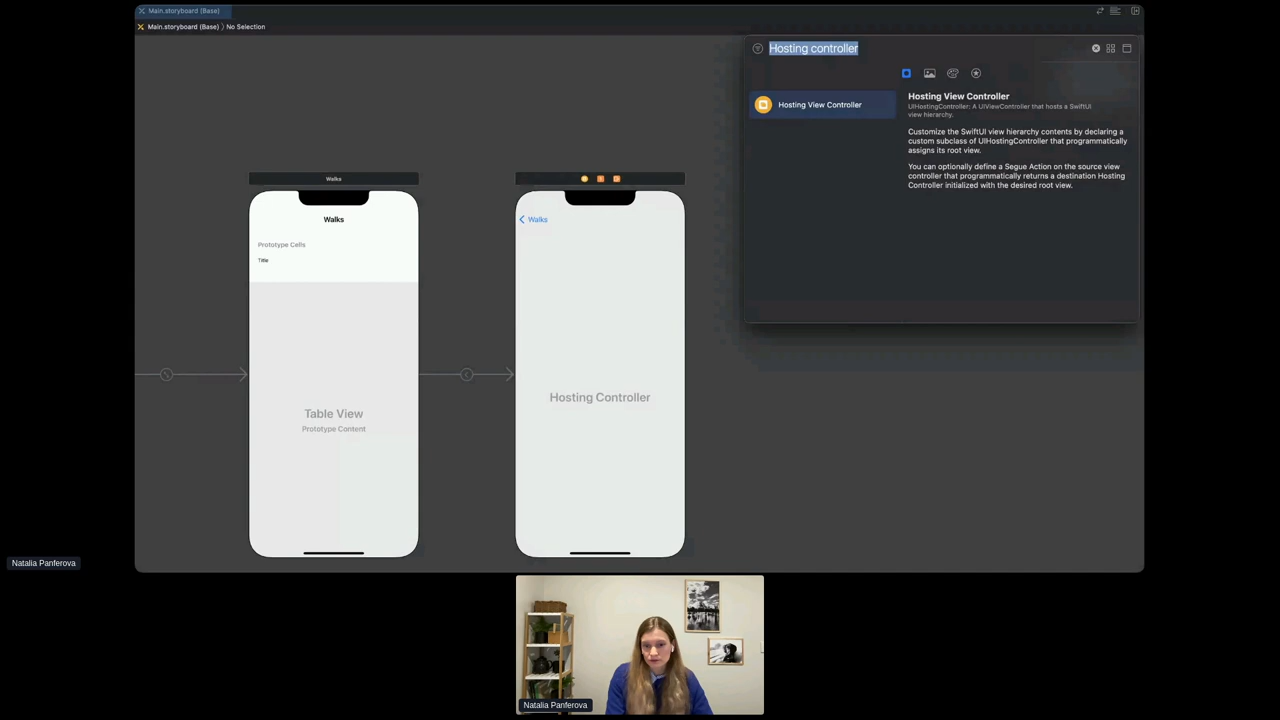 Main.storyboard (Base)
Main.storyboard (Base) 〉 No Selection
Hosting controller
Hosting View Controller
Hosting View Controller
UIHostingController: A UIViewController that hosts a SwiftUI
view hierarchy.
Customize the SwiftUI view hierarchy contents by declaring a
custom subclass of UIHostingController that programmatically
assigns its root view.
You can optionally define a Segue Action on the source view
controller that programmatically returns a destination Hosting
Controller initialized with the desired root view.
Walks
Walks
Prototype Cells
Title
Table View
Prototype Content
Walks
Hosting Controller
Natalia Panferova
Natalia Panferova